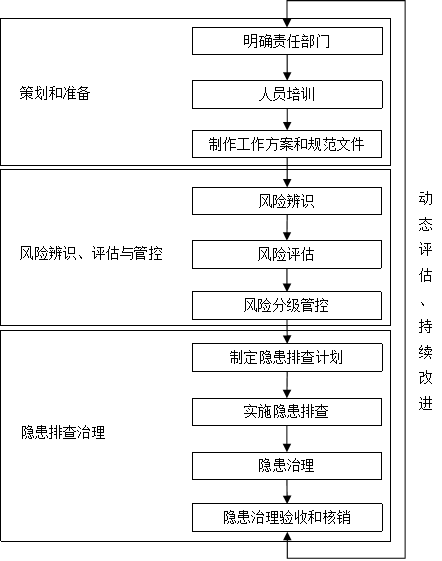 明确责任部门
策划和准备
人员培训
制作工作方案和规范文件
风险辨识
风险辨识、评估与管控
风险评估
风险分级管控
制定隐患排查计划
实施隐患排查
隐患排查治理
隐患治理
隐患治理验收和核销
动态评估、持续改进